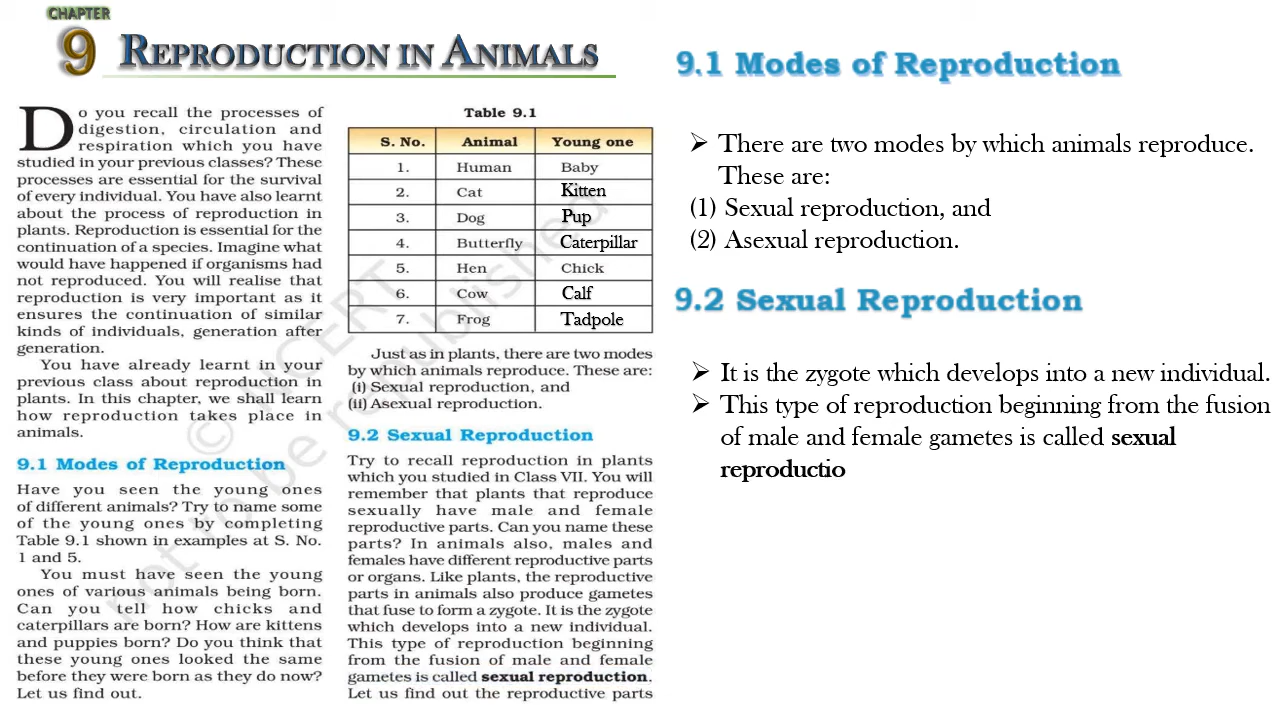 CHAPTER
9 REPRODUCTION IN ANIMALS
Do you recall the processes of
digestion, circulation and
respiration which you have
studied in your previous classes? These
processes are essential for the survival
of every individual. You have also learnt
about the process of reproduction in
plants. Reproduction is essential for the
continuation of a species. Imagine what
would have happened if organisms had
not reproduced. You will realise that
reproduction is very important as it
ensures the continuation of similar
kinds of individuals, generation after
generation.
You have already learnt in your
previous class about reproduction in
plants. In this chapter, we shall learn
how reproduction takes place in
animals.
9.1 Modes of Reproduction
Have you seen the young ones
of different animals? Try to name some
of the young ones by completing
Table 9.1 shown in examples at S. No.
1 and 5.
You must have seen the young
ones of various animals being born.
Can you tell how chicks and
caterpillars are born? How are kittens
and puppies born? Do you think that
these young ones looked the same
before they were born as they do now?
Let us find out.
Table 9.1
S. No. Animal Young one
1. Human Baby
2. Cat Kitten
3. Dog Pup
4. Butterfly Caterpillar
5. Hen Chick
6. Cow Calf
7. Frog Tadpole
Just as in plants, there are two modes
by which animals reproduce. These are:
(i) Sexual reproduction, and
(ii) Asexual reproduction.
9.2 Sexual Reproduction
Try to recall reproduction in plants
which you studied in Class VII. You will
remember that plants that reproduce
sexually have male and female
reproductive parts. Can you name these
parts? In animals also, males and
females have different reproductive parts
or organs. Like plants, the reproductive
parts in animals also produce gametes
that fuse to form a zygote. It is the zygote
which develops into a new individual.
This type of reproduction beginning
from the fusion of male and female
gametes is called sexual reproduction.
Let us find out the reproductive parts
© NCERT
not to be republished
9.1 Modes of Reproduction
➢ There are two modes by which animals reproduce.
These are:
(1) Sexual reproduction, and
(2) Asexual reproduction.
9.2 Sexual Reproduction
➢ It is the zygote which develops into a new individual.
➢ This type of reproduction beginning from the fusion
of male and female gametes is called sexual
reproductio